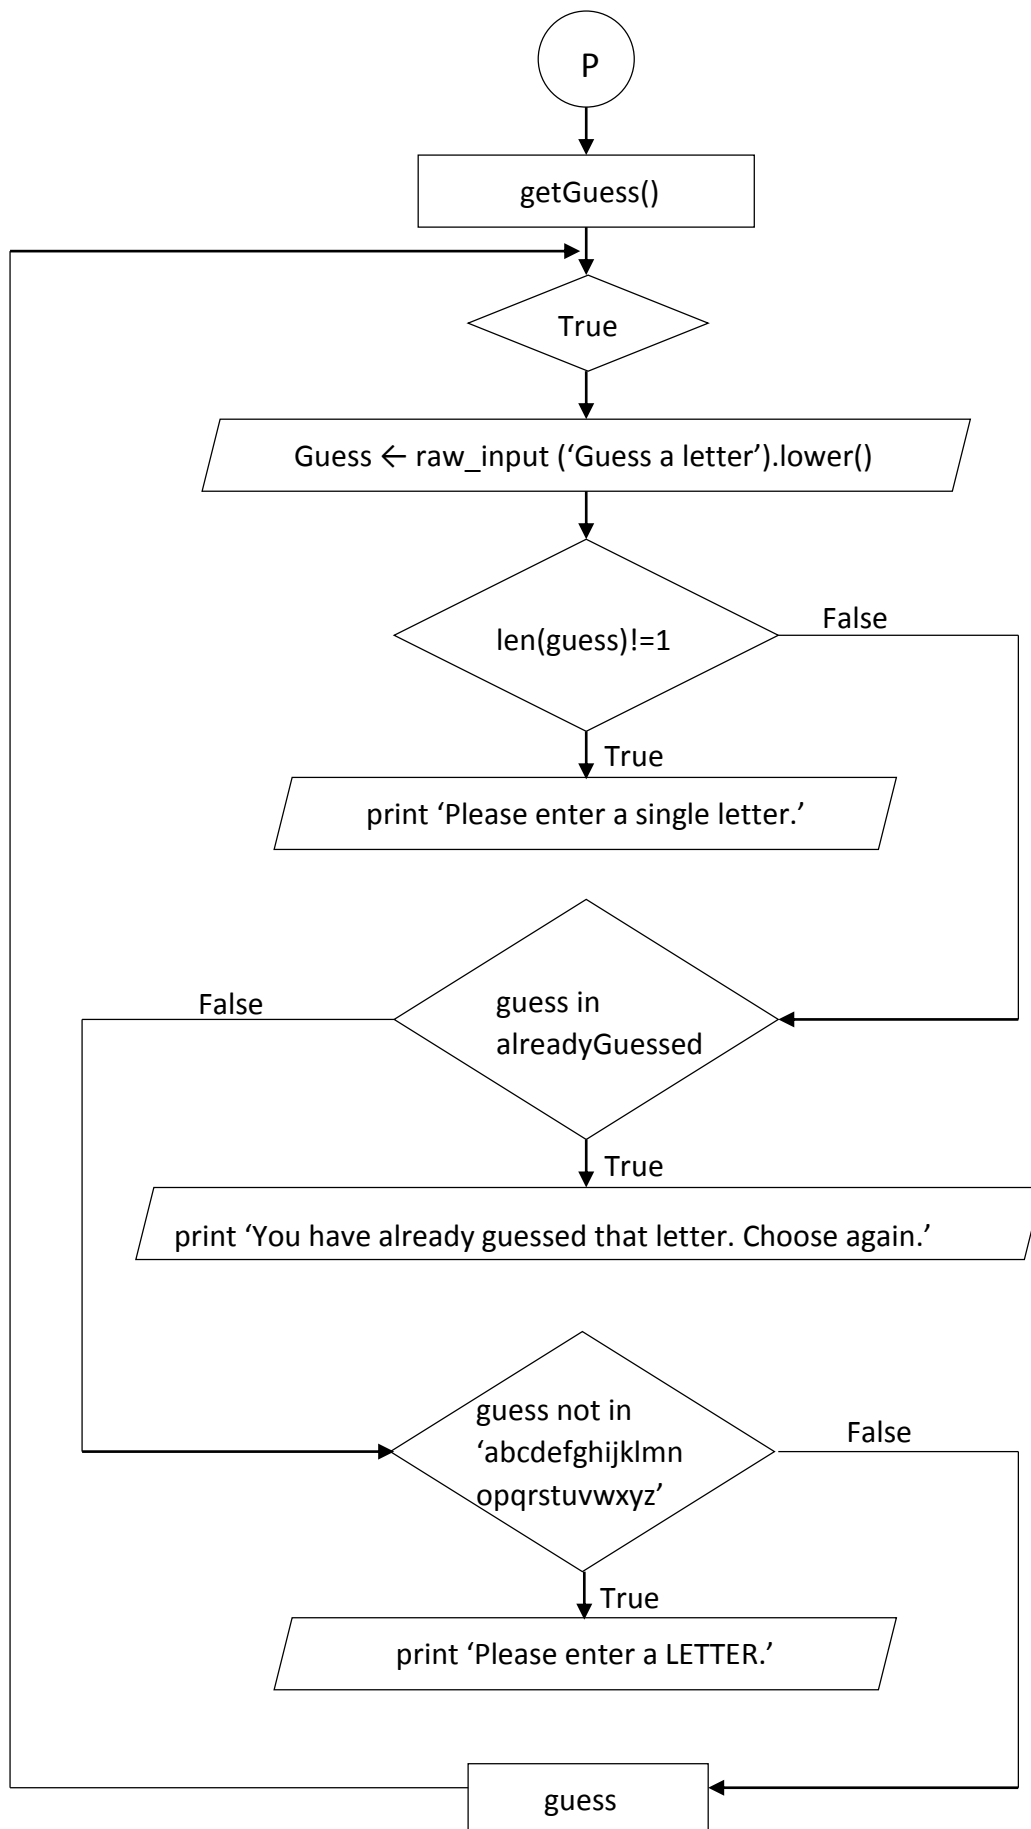 P
getGuess()
True
Guess ← raw_input (‘Guess a letter’).lower()
False
len(guess)!=1
True
print ‘Please enter a single letter.’
False
guess in
alreadyGuessed
True
print ‘You have already guessed that letter. Choose again.’
guess not in
‘abcdefghijklmn
opqrstuvwxyz’
False
True
print ‘Please enter a LETTER.’
guess